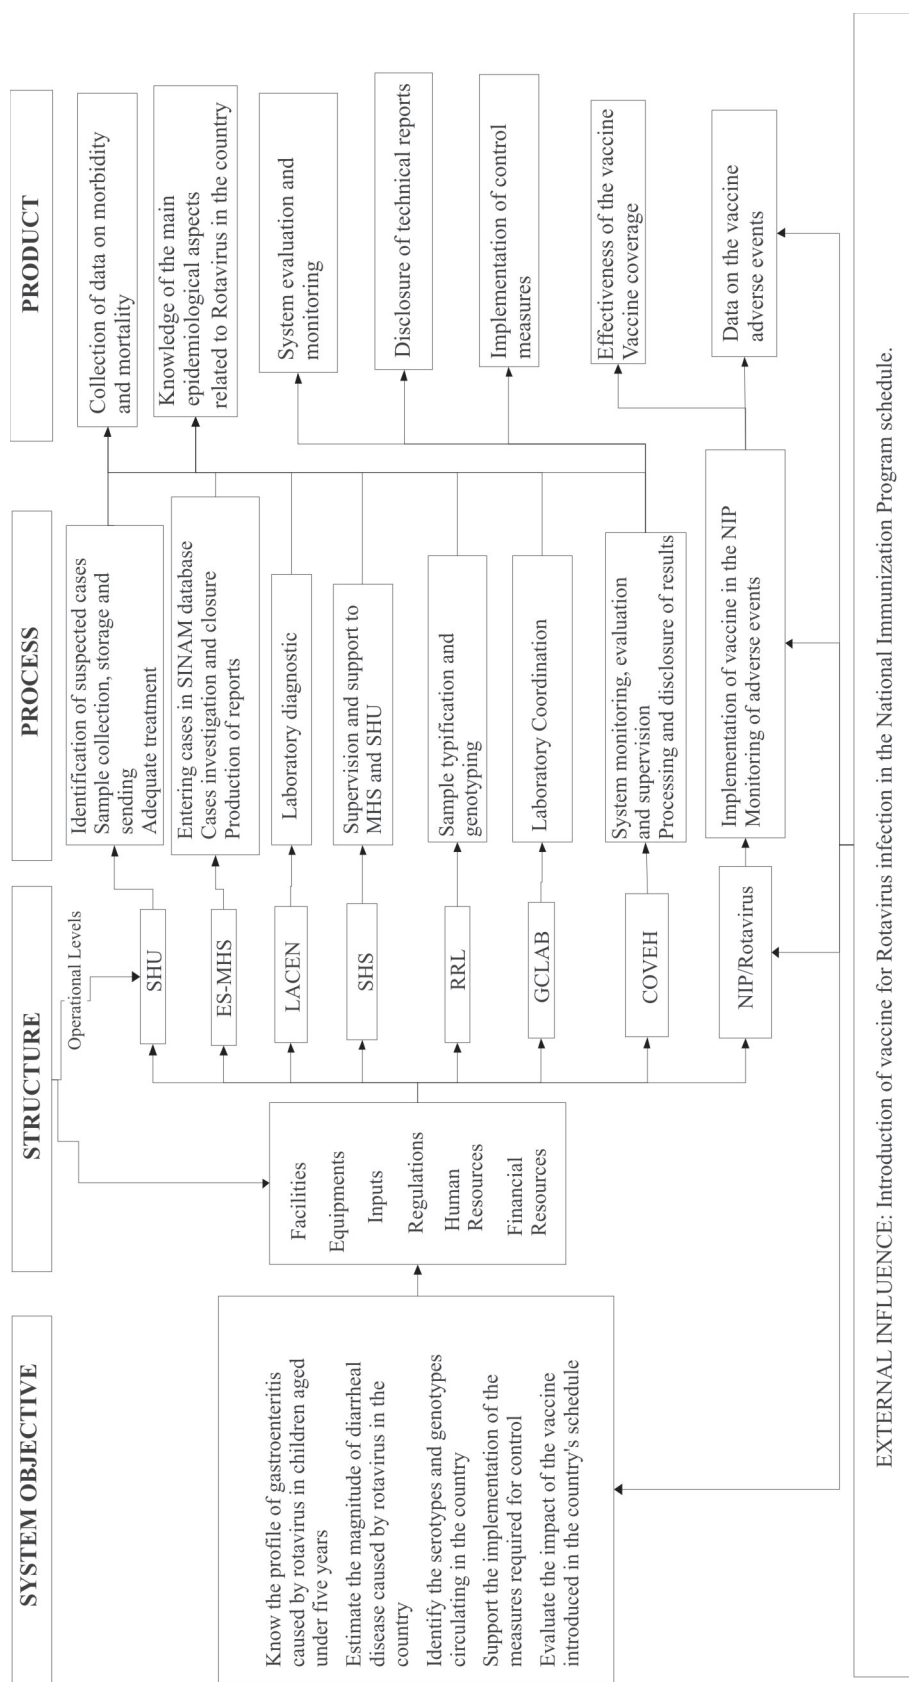 SYSTEM OBJECTIVE
STRUCTURE
PROCESS
PRODUCT
Know the profile of gastroenteritis
caused by rotavirus in children aged
under five years
Estimate the magnitude of diarrheal
disease caused by rotavirus in the
country
Identify the serotypes and genotypes
circulating in the country
Support the implementation of the
measures required for control
Evaluate the impact of the vaccine
introduced in the country's schedule
Facilities
Equipments
Inputs
Regulations
Human
Resources
Financial
Resources
Operational Levels
SHU
ES-MHS
LACEN
SHS
RRL
GCLAB
COVEH
NIP/Rotavirus
Identification of suspected cases
Sample collection, storage and
sending
Adequate treatment
Entering cases in SINAM database
Cases investigation and closure
Production of reports
Laboratory diagnostic
Supervision and support to
MHS and SHU
Sample typification and
genotyping
Laboratory Coordination
System monitoring, evaluation
and supervision
Processing and disclosure of results
Implementation of vaccine in the NIP
Monitoring of adverse events
Collection of data on morbidity
and mortality
Knowledge of the main
epidemiological aspects
related to Rotavirus in the country
System evaluation and
monitoring
Disclosure of technical reports
Implementation of control
measures
Effectiveness of the vaccine
Vaccine coverage
Data on the vaccine
adverse events
EXTERNAL INFLUENCE: Introduction of vaccine for Rotavirus infection in the National Immunization Program schedule.